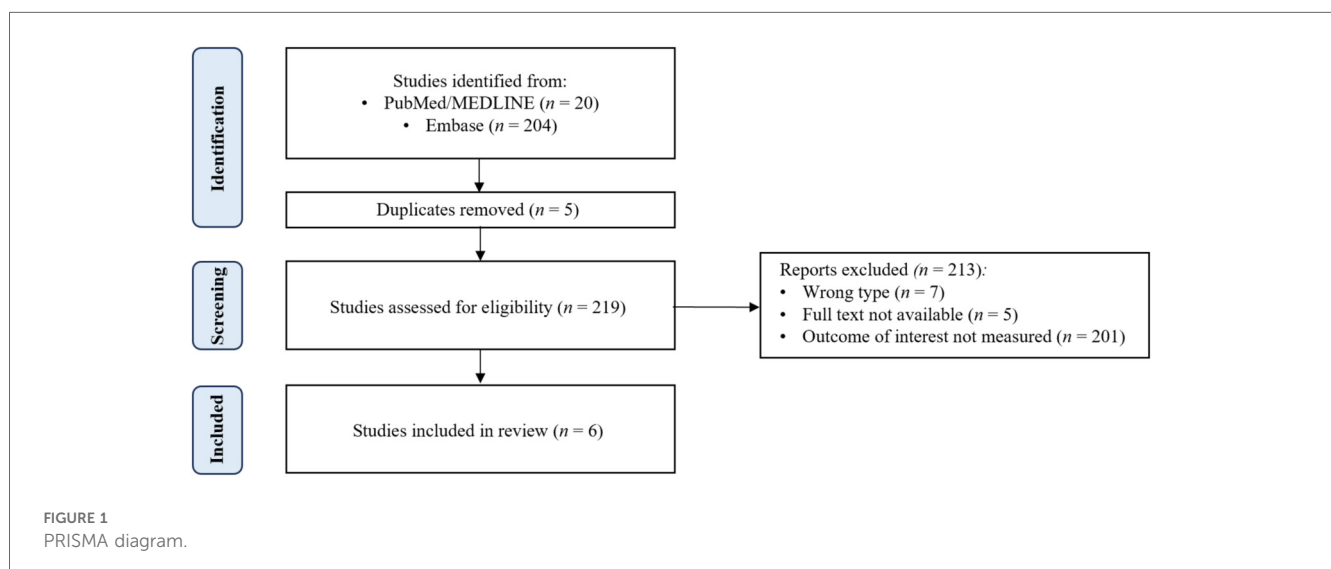 Identification
Studies identified from:
• PubMed/MEDLINE (n = 20)
• Embase (n = 204)
Duplicates removed (n = 5)
Screening
Studies assessed for eligibility (n = 219)
Reports excluded (n = 213):
• Wrong type (n = 7)
• Full text not available (n = 5)
• Outcome of interest not measured (n = 201)
Included
Studies included in review (n = 6)
FIGURE 1
PRISMA diagram.